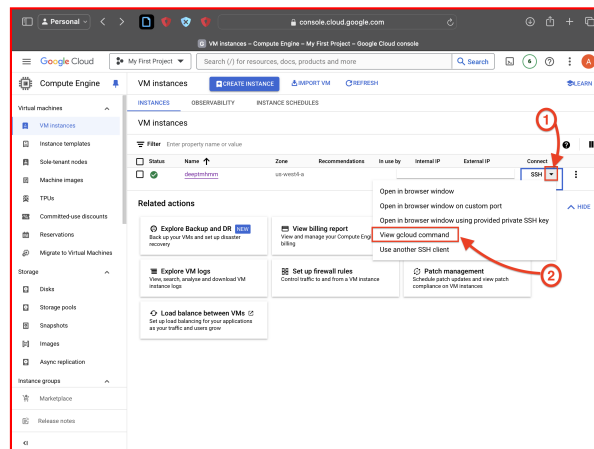 Personal
console.cloud.google.com
VM instances – Compute Engine – My First Project – Google Cloud console
Google Cloud
My First Project
Search (/) for resources, docs, products and more
Search
6
A
Compute Engine
VM instances
CREATE INSTANCE
IMPORT VM
REFRESH
LEARN
INSTANCES
OBSERVABILITY
INSTANCE SCHEDULES
Virtual machines
VM instances
Instance templates
Sole-tenant nodes
Machine images
TPUs
Committed-use discounts
Reservations
Migrate to Virtual Machines
Storage
Disks
Storage pools
Snapshots
Images
Async replication
Instance groups
Marketplace
Release notes
VM instances
1
Filter Enter property name or value
Status Name Zone Recommendations In use by Internal IP External IP Connect
deeptmhmm us-west4-a SSH
Open in browser window
Open in browser window on custom port
Open in browser window using provided private SSH key
View gcloud command
Use another SSH client
2
Related actions
HIDE
Explore Backup and DR NEW
Back up your VMs and set up disaster
recovery
View billing report
View and manage your Compute Engi
billing
Explore VM logs
View, search, analyse and download VM
instance logs
Set up firewall rules
Control traffic to and from a VM instance
Patch management
Schedule patch updates and view patch
compliance on VM instances
Load balance between VMs
Set up load balancing for your applications
as your traffic and users grow